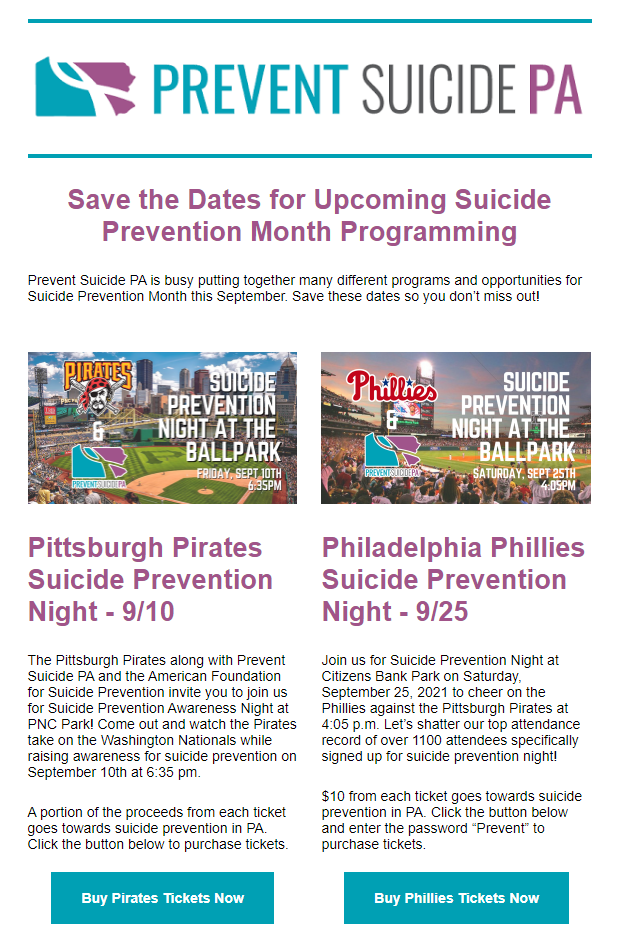 PREVENT SUICIDE PA
Save the Dates for Upcoming Suicide
Prevention Month Programming
Prevent Suicide PA is busy putting together many different programs and opportunities for
Suicide Prevention Month this September. Save these dates so you don’t miss out!
PIRATES
&
PREVENTSUICIDEPA
SUICIDE
PREVENTION
NIGHT AT THE
BALLPARK
FRIDAY, SEPT 10TH
6:35PM
Phillies
&
PREVENTSUICIDEPA
SUICIDE
PREVENTION
NIGHT AT THE
BALLPARK
SATURDAY, SEPT 25TH
4:05PM
Pittsburgh Pirates
Suicide Prevention
Night - 9/10
The Pittsburgh Pirates along with Prevent
Suicide PA and the American Foundation
for Suicide Prevention invite you to join us
for Suicide Prevention Awareness Night at
PNC Park! Come out and watch the Pirates
take on the Washington Nationals while
raising awareness for suicide prevention on
September 10th at 6:35 pm.
A portion of the proceeds from each ticket
goes towards suicide prevention in PA.
Click the button below to purchase tickets.
Buy Pirates Tickets Now
Philadelphia Phillies
Suicide Prevention
Night - 9/25
Join us for Suicide Prevention Night at
Citizens Bank Park on Saturday,
September 25, 2021 to cheer on the
Phillies against the Pittsburgh Pirates at
4:05 p.m. Let’s shatter our top attendance
record of over 1100 attendees specifically
signed up for suicide prevention night!
$10 from each ticket goes towards suicide
prevention in PA. Click the button below
and enter the password “Prevent” to
purchase tickets.
Buy Phillies Tickets Now